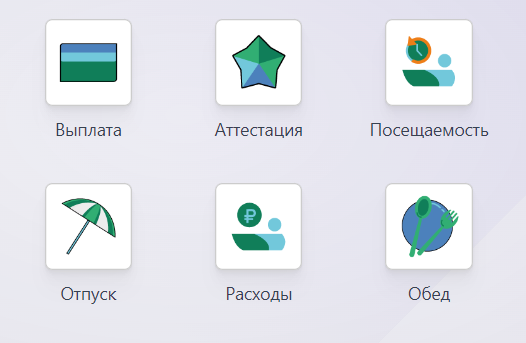 Выплата
Аттестация
Посещаемость
Отпуск
₽
Расходы
Обед